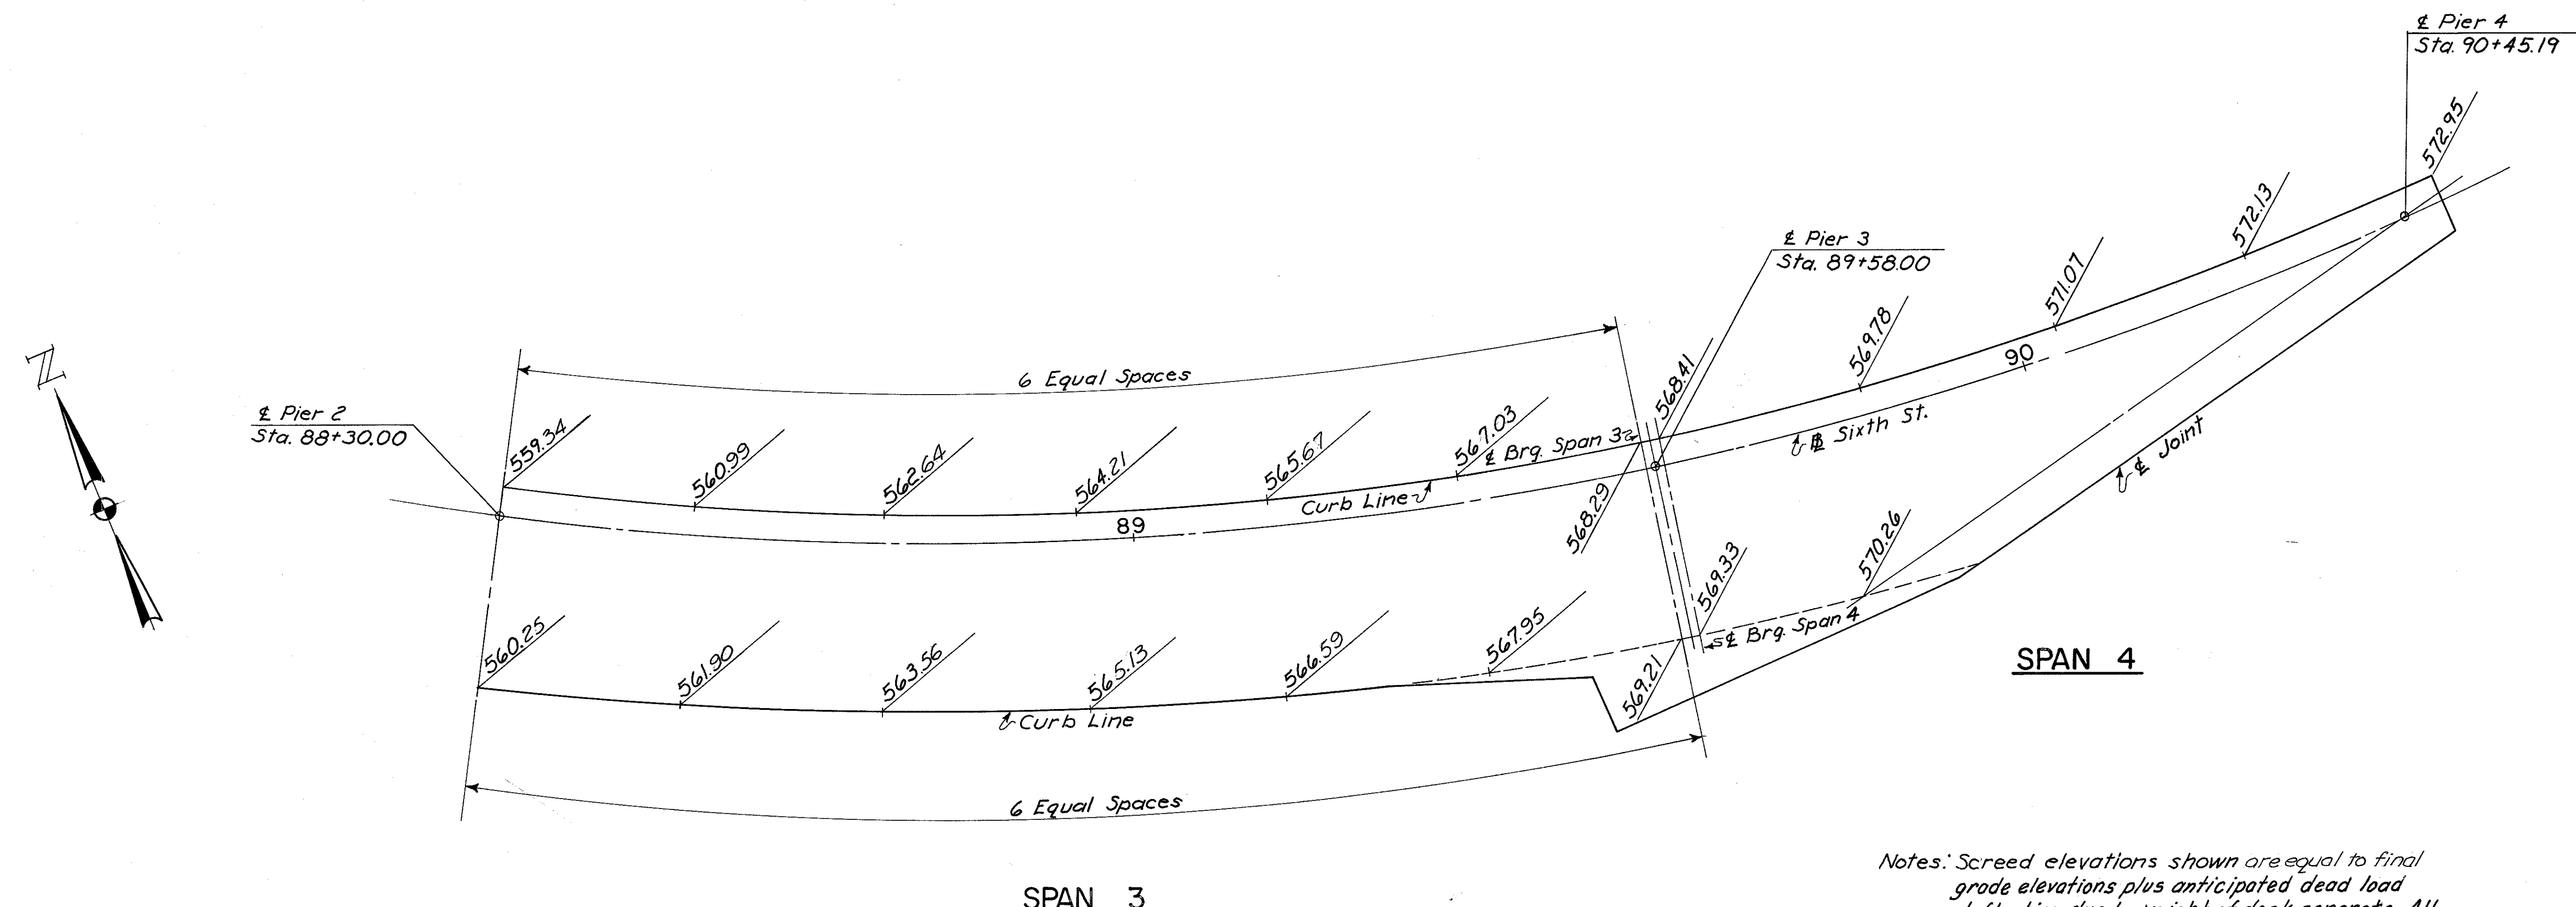 ₵ Pier 4
Sta. 90+45.19
572.95
572.13
₵ Pier 3
Sta. 89+58.00
571.07
569.78
568.41
90
₵ Sixth St.
N
6 Equal Spaces
₵ Pier 2
Sta. 88+30.00
559.34
560.99
562.64
564.21
565.67
567.03
₵ Brg. Span 3
Curb Line
89
568.29
₵ Joint
570.26
569.33
₵ Brg. Span 4
560.25
561.90
563.56
565.13
566.59
567.95
569.21
SPAN 4
Curb Line
6 Equal Spaces
SPAN 3
Notes: Screed elevations shown are equal to final
grade elevations plus anticipated dead load